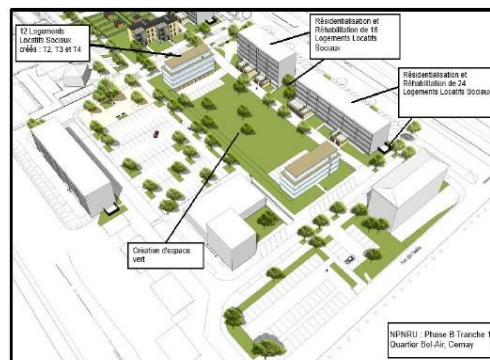 12 Logements
Locatifs Sociaux
créés : T2, T3 et T4
Résidentialisation et
Réhabilitation de 16
Logements Locatifs
Sociaux
Résidentialisation et
Réhabilitation de 24
Logements Locatifs Sociaux
Création d'espace
vert
NPNRU : Phase B Tranche 1
Quartier Bel-Air, Cernay